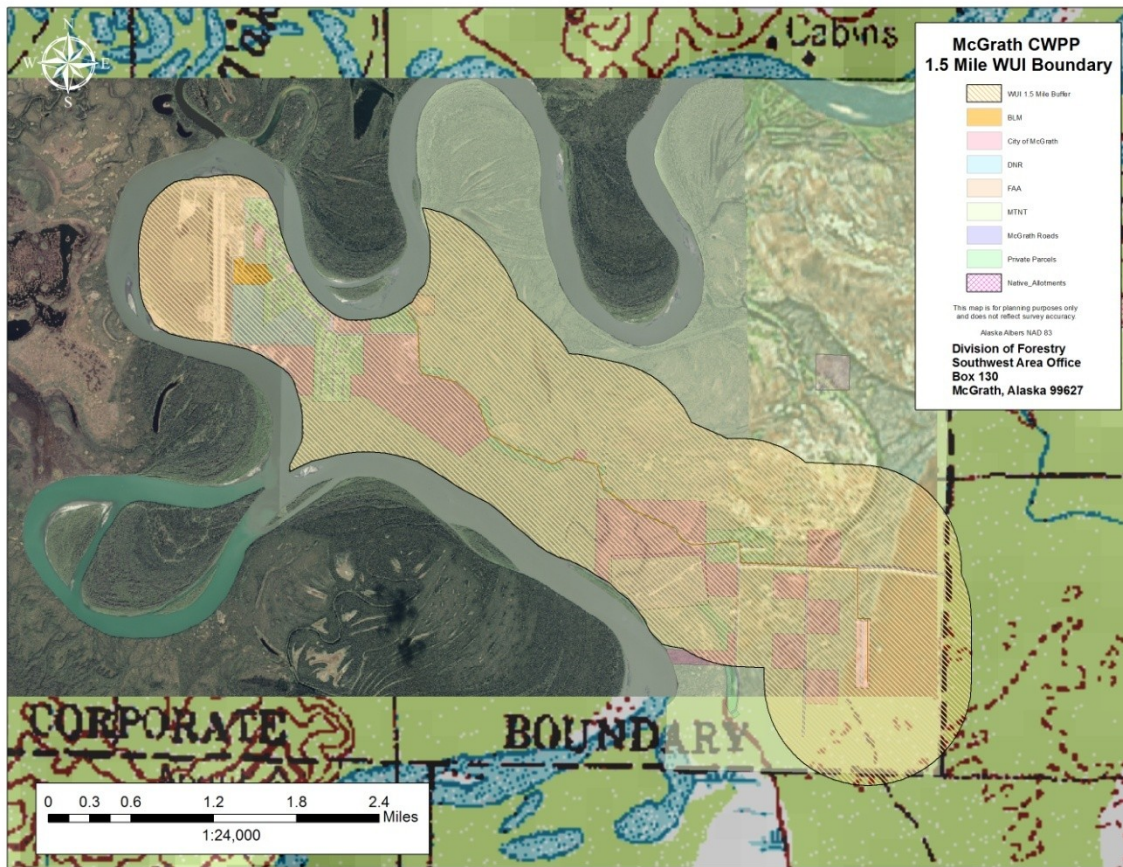 N
W E
S
Cabins
McGrath CWPP
1.5 Mile WUI Boundary
WUI 1.5 Mile Buffer
BLM
City of McGrath
DNR
FAA
MTNT
McGrath Roads
Private Parcels
Native_Allotments
This map is for planning purposes only
and does not reflect survey accuracy.
Alaska Albers NAD 83
Division of Forestry
Southwest Area Office
Box 130
McGrath, Alaska 99627
CORPORATE BOUNDARY
0 0.3 0.6 1.2 1.8 2.4
Miles
1:24,000